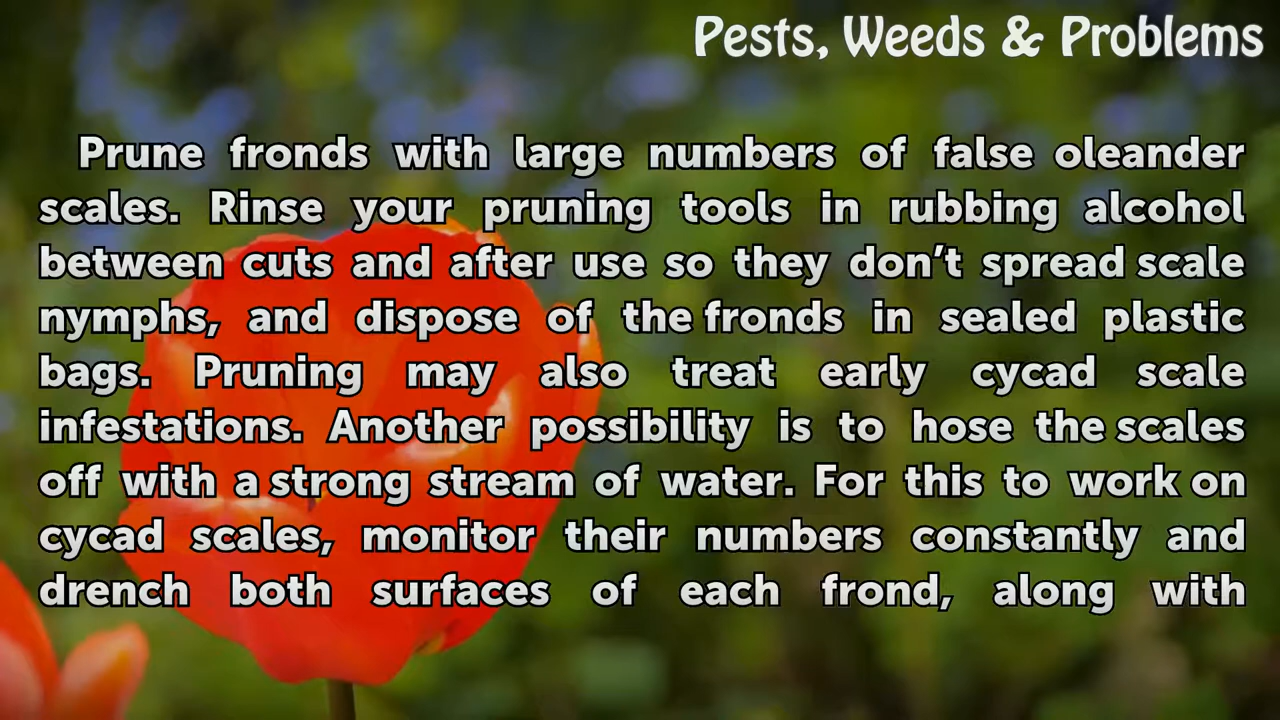 Pests, Weeds & Problems
Prune fronds with large numbers of false oleander
scales. Rinse your pruning tools in rubbing alcohol
between cuts and after use so they don’t spread scale
nymphs, and dispose of the fronds in sealed plastic
bags. Pruning may also treat early cycad scale
infestations. Another possibility is to hose the scales
off with a strong stream of water. For this to work on
cycad scales, monitor their numbers constantly and
drench both surfaces of each frond, along with